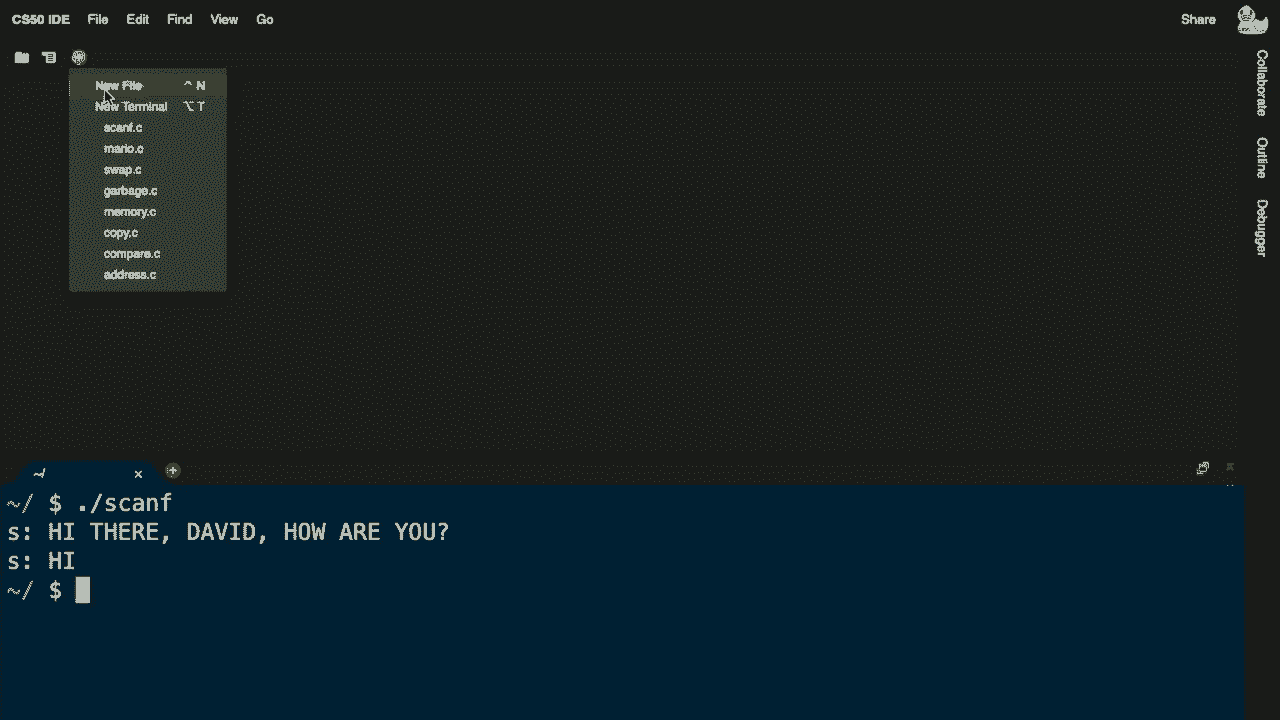 CS50 IDE File Edit Find View Go Share
New File ^ N
New Terminal ⌥ T
scanf.c
mario.c
swap.c
garbage.c
memory.c
copy.c
compare.c
address.c
Collaborate
Outline
Debugger
~/
~/ $ ./scanf
s: HI THERE, DAVID, HOW ARE YOU?
s: HI
~/ $